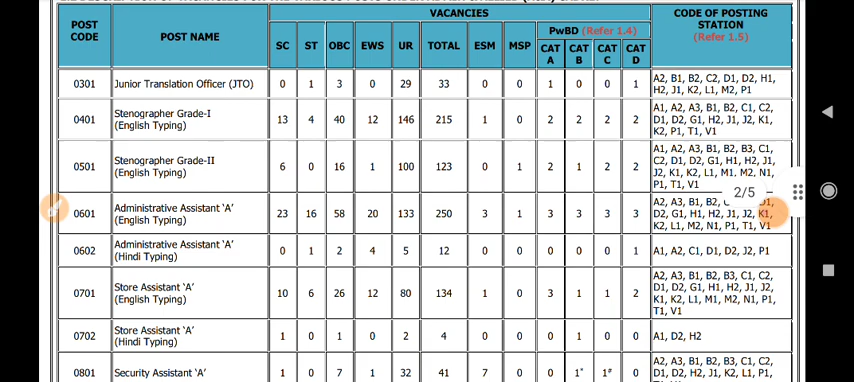 VACANCIES
CODE OF POSTING
POST
CODE
POST NAME
PwBD (Refer 1.4)
STATION
(Refer 1.5)
SC ST OBC EWS UR TOTAL ESM MSP CAT A CAT B CAT C CAT D
0301 Junior Translation Officer (JTO) 0 1 3 0 29 33 0 0 1 0 0 1 A2, B1, B2, C2, D1, D2, H1,
H2, J1, K2, L1, M2, P1
0401 Stenographer Grade-I
(English Typing) 13 4 40 12 146 215 1 0 2 2 2 2 A1, A2, A3, B1, B2, C1, C2,
D1, D2, G1, H2, J1, J2, K1,
K2, P1, T1, V1
0501 Stenographer Grade-II
(English Typing) 6 0 16 1 100 123 0 1 2 1 2 2 A1, A2, A3, B1, B2, B3, C1,
C2, D1, D2, G1, H1, H2, J1,
J2, K1, K2, L1, M1, M2, N1,
P1, T1, V1
2/5
0601 Administrative Assistant ‘A’
(English Typing) 23 16 58 20 133 250 3 1 3 3 3 3 A2, A3, B1, B2, D1,
D2, G1, H1, H2, J1, J2, K1,
K2, L1, M2, N1, P1, T1, V1
0602 Administrative Assistant ‘A’
(Hindi Typing) 0 1 2 4 5 12 0 0 0 0 0 1 A1, A2, C1, D1, D2, J2, P1
0701 Store Assistant ‘A’
(English Typing) 10 6 26 12 80 134 1 0 3 1 1 2 A2, A3, B1, B2, B3, C1, C2,
D1, D2, G1, H1, H2, J1, J2,
K1, K2, L1, M1, M2, N1, P1,
T1, V1
0702 Store Assistant ‘A’
(Hindi Typing) 1 0 1 0 2 4 0 0 0 1 0 0 A1, D2, H2
0801 Security Assistant ‘A’ 1 0 7 1 32 41 7 0 0 1* 1# 0 A2, A3, B1, B2, B3, C1, C2,
D1, D2, H2, J1, K2, L1, P1,